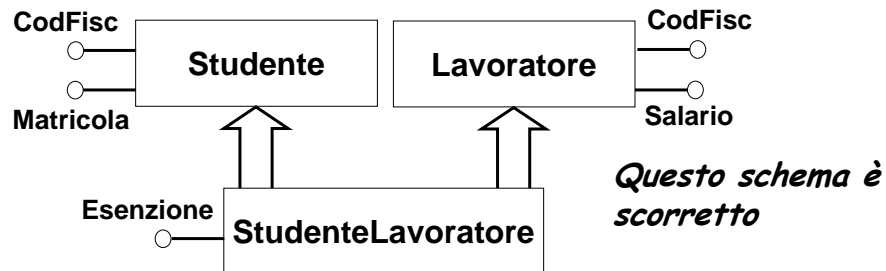 CodFisc
CodFisc
Studente
Lavoratore
Matricola
Salario
Questo schema è
scorretto
Esenzione
StudenteLavoratore